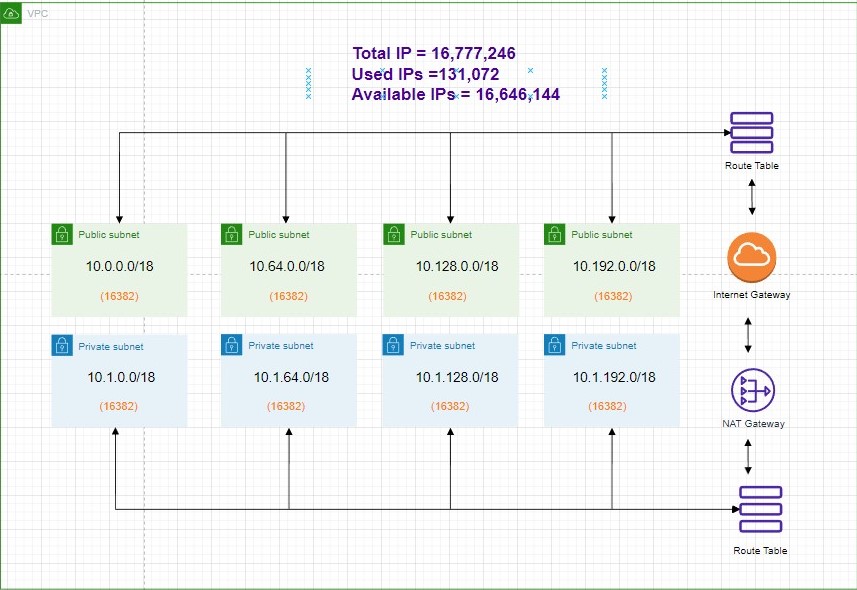 VPC
Total IP = 16,777,246
Used IPs =131,072
Available IPs = 16,646,144
Route Table
Public subnet
10.0.0.0/18
(16382)
Public subnet
10.64.0.0/18
(16382)
Public subnet
10.128.0.0/18
(16382)
Public subnet
10.192.0.0/18
(16382)
Internet Gateway
Private subnet
10.1.0.0/18
(16382)
Private subnet
10.1.64.0/18
(16382)
Private subnet
10.1.128.0/18
(16382)
Private subnet
10.1.192.0/18
(16382)
NAT Gateway
Route Table